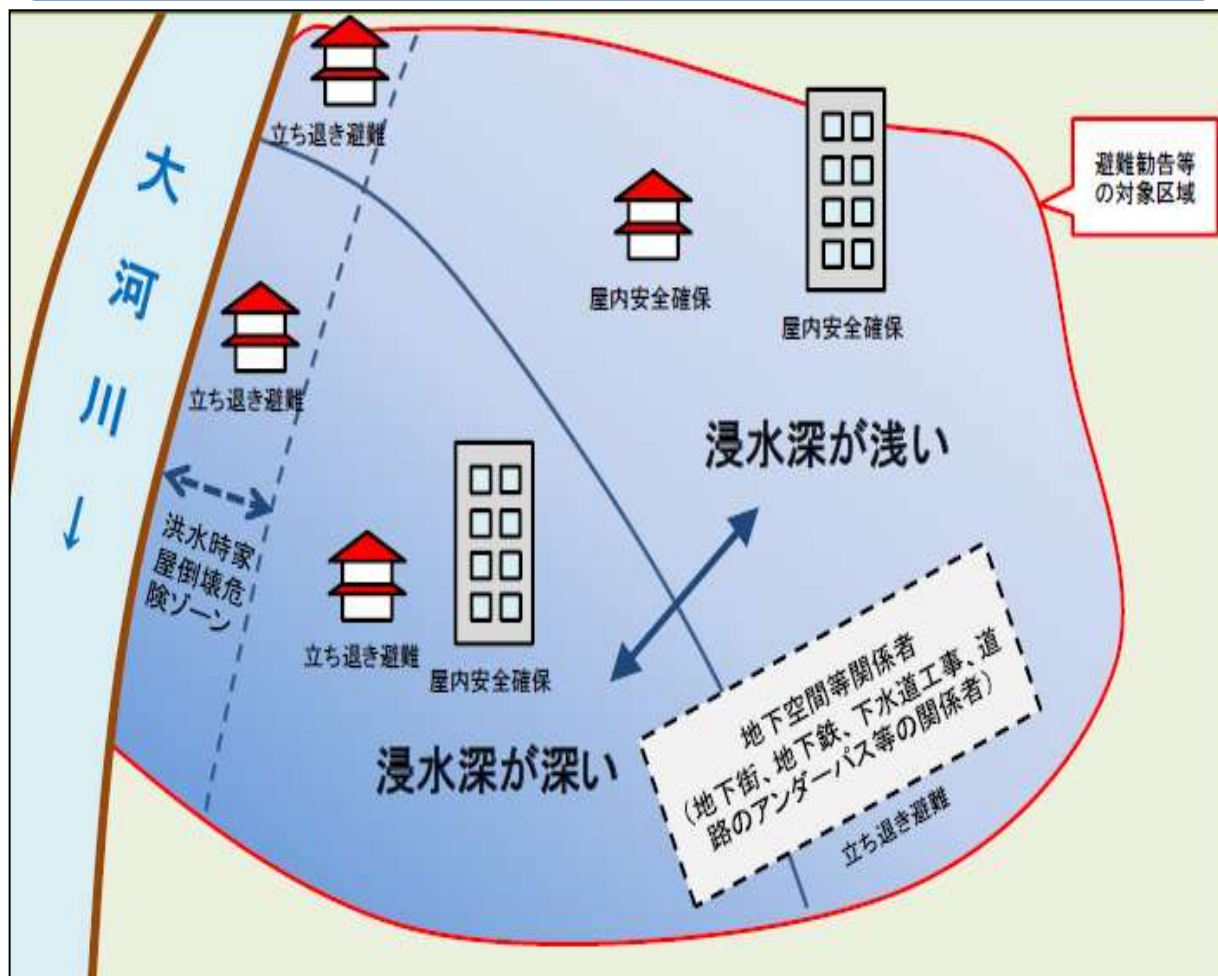 立ち退き避難
避難勧告等
の対象区域
大河川
↓
屋内安全確保
屋内安全確保
立ち退き避難
浸水深が浅い
洪水時家
屋倒壊危
険ゾーン
立ち退き避難
屋内安全確保
浸水深が深い
地下空間等関係者
（地下街、地下鉄、下水道工事、道
路のアンダーパス等の関係者）
立ち退き避難